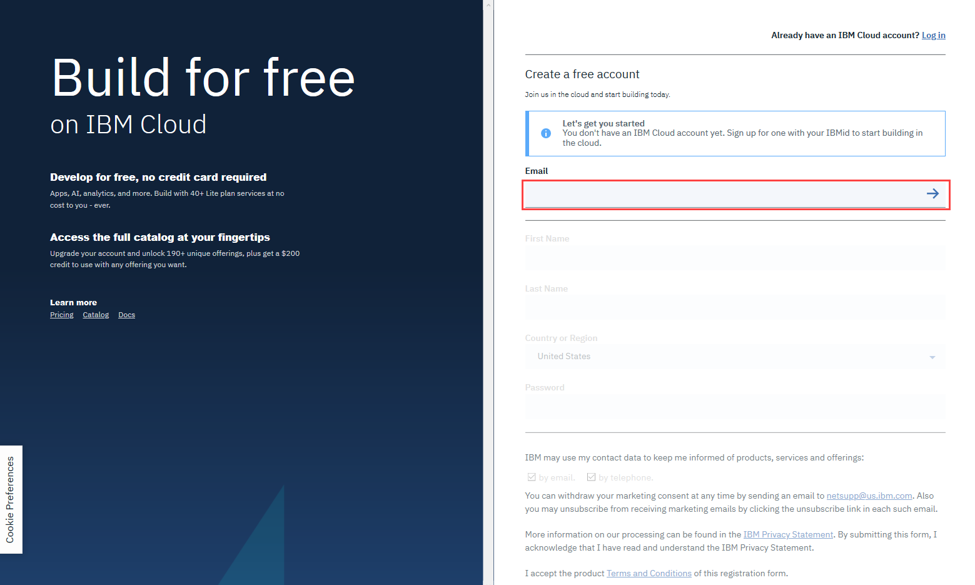 Build for free
on IBM Cloud
Develop for free, no credit card required
Apps, AI, analytics, and more. Build with 40+ Lite plan services at no
cost to you - ever.
Access the full catalog at your fingertips
Upgrade your account and unlock 190+ unique offerings, plus get a $200
credit to use with any offering you want.
Learn more
Pricing Catalog Docs
Cookie Preferences
Already have an IBM Cloud account? Log in
Create a free account
Join us in the cloud and start building today.
Let's get you started
You don't have an IBM Cloud account yet. Sign up for one with your IBMid to start building in
the cloud.
Email
First Name
Last Name
Country or Region
United States
Password
IBM may use my contact data to keep me informed of products, services and offerings:
by email. by telephone.
You can withdraw your marketing consent at any time by sending an email to netsupp@us.ibm.com. Also
you may unsubscribe from receiving marketing emails by clicking the unsubscribe link in each such email.
More information on our processing can be found in the IBM Privacy Statement. By submitting this form, I
acknowledge that I have read and understand the IBM Privacy Statement.
I accept the product Terms and Conditions of this registration form.